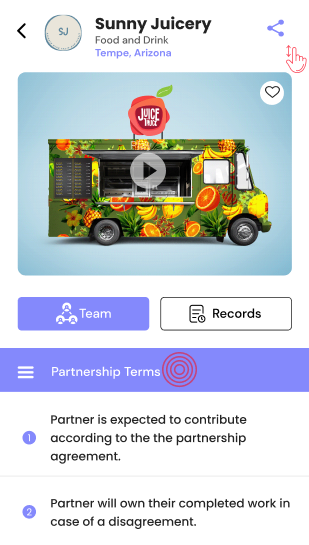 Sunny Juicery
SJ
Food and Drink
Tempe, Arizona
JUICE
TRUCK
Team
Records
Partnership Terms
1
Partner is expected to contribute
according to the the partnership
agreement.
2
Partner will own their completed work in
case of a disagreement.